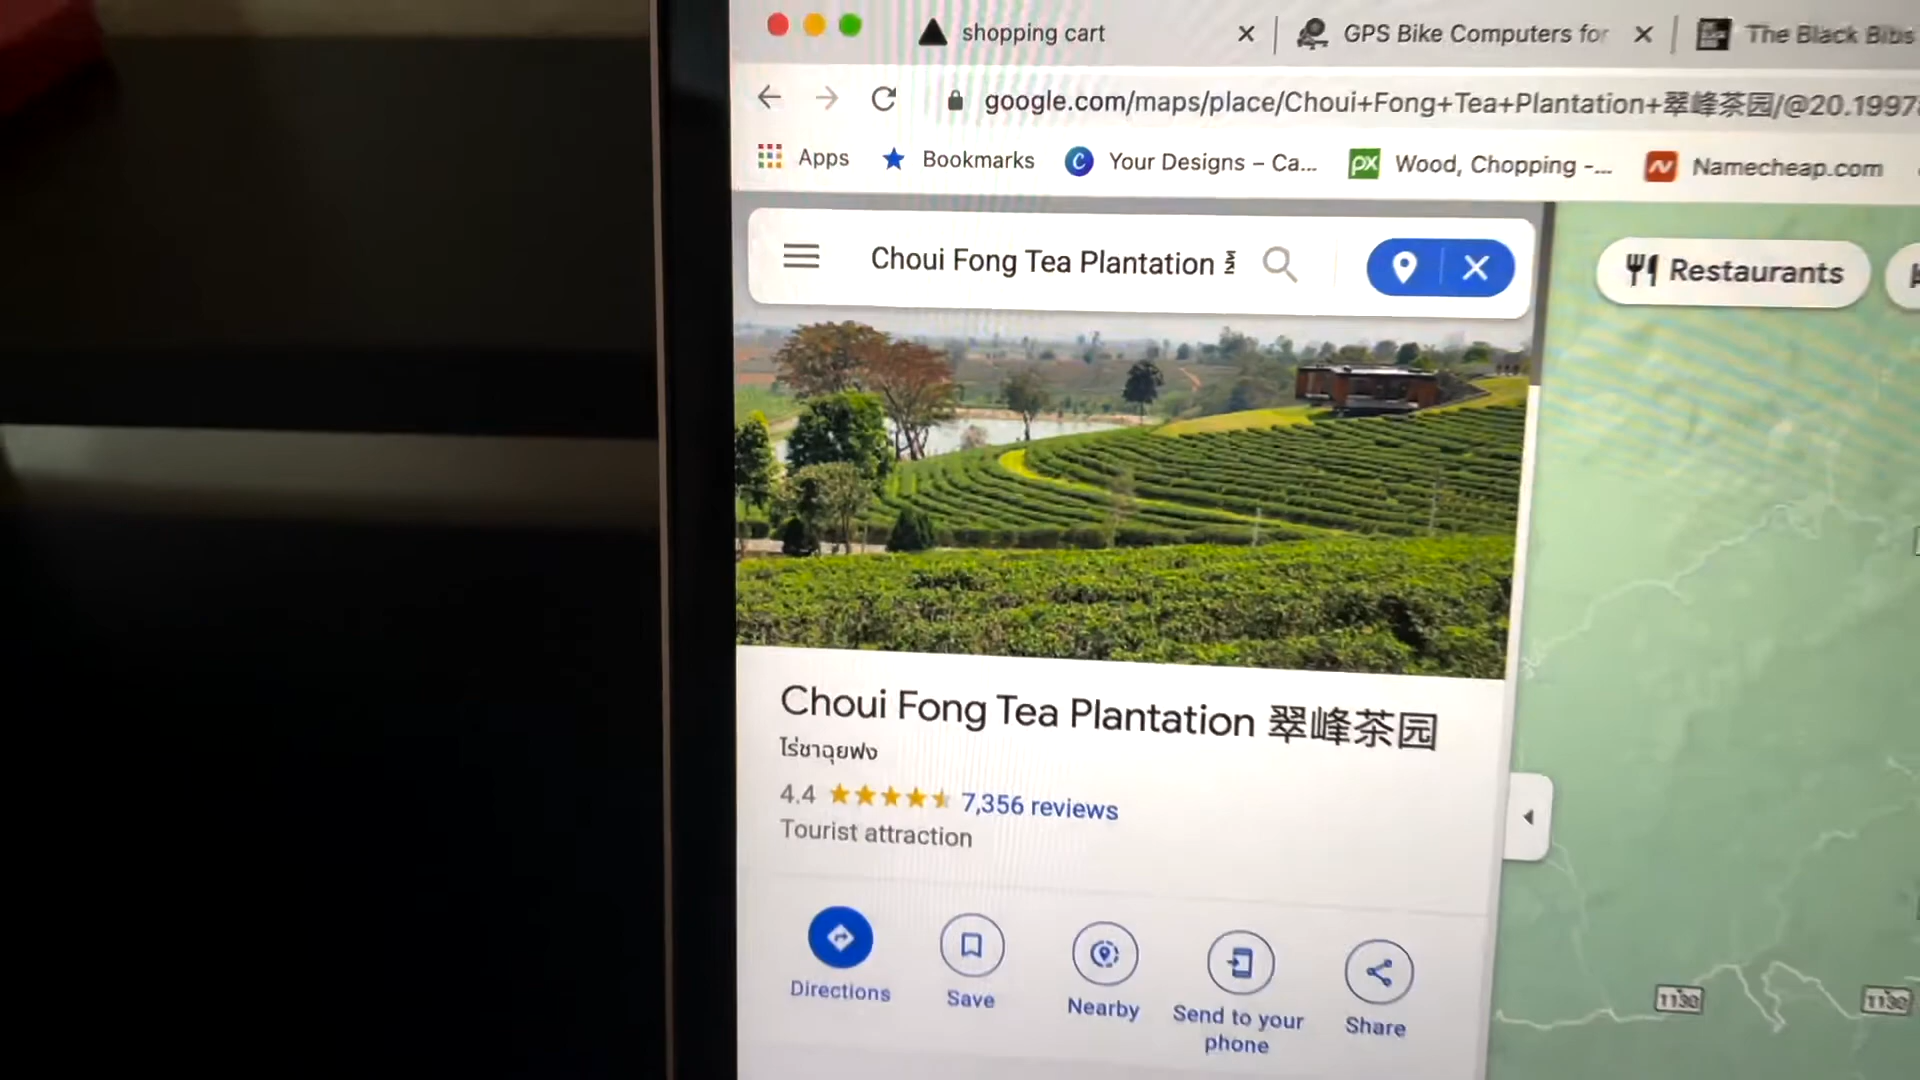 shopping cart
GPS Bike Computers for
The Black Bibs
google.com/maps/place/Choui+Fong+Tea+Plantation+翠峰茶园/@20.1997
Apps
Bookmarks
Your Designs – Ca...
Wood, Chopping -...
Namecheap.com
Choui Fong Tea Plantation
Restaurants
Choui Fong Tea Plantation 翠峰茶园
ไร่ชาฉุยฟง
4.4 7,356 reviews
Tourist attraction
Directions
Save
Nearby
Send to your
phone
Share
1130
1130